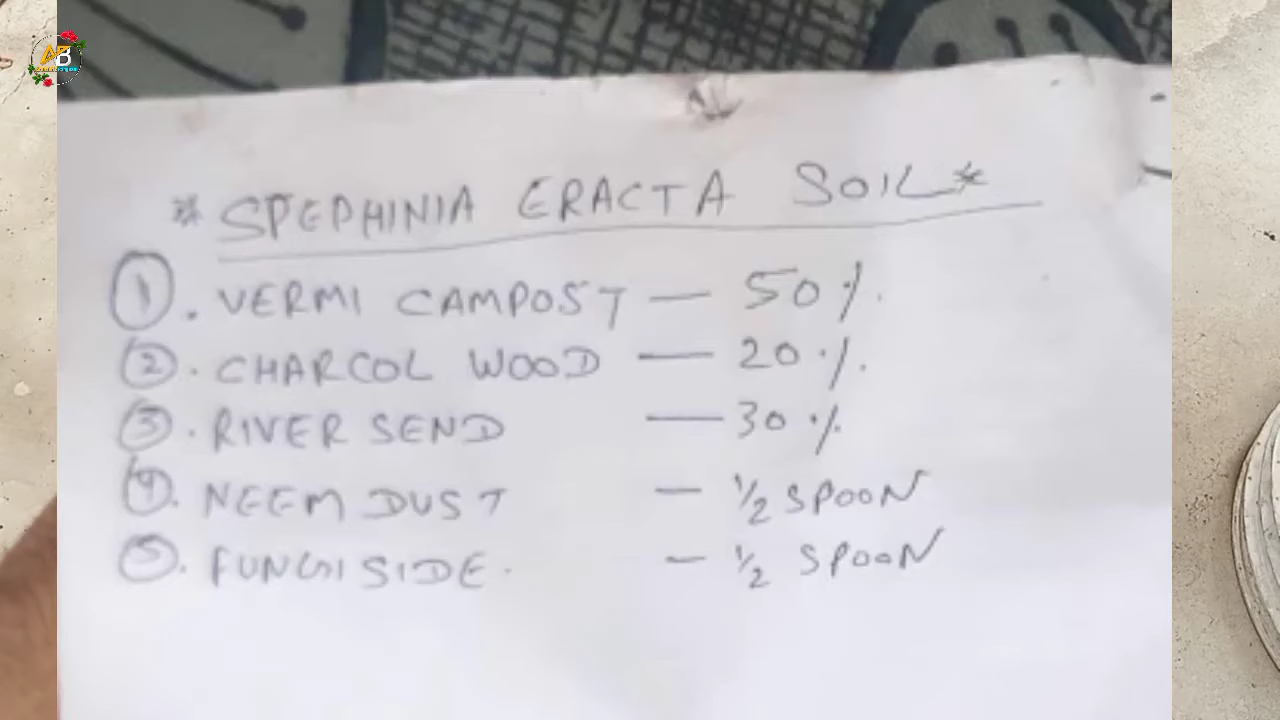 * SPEPHINIA ERACTA SOIL *
①. VERMI CAMPOST — 50%.
②. CHARCOL WOOD — 20%.
③. RIVER SEND — 30%.
④. NEEM DUST — 1/2 SPOON
⑤. FUNGISIDE. — 1/2 SPOON